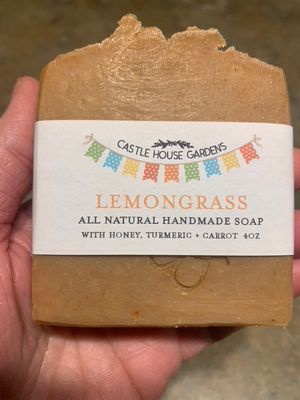 CASTLE HOUSE GARDENS
LEMONGRASS
ALL NATURAL HANDMADE SOAP
WITH HONEY, TURMERIC + CARROT 4OZ